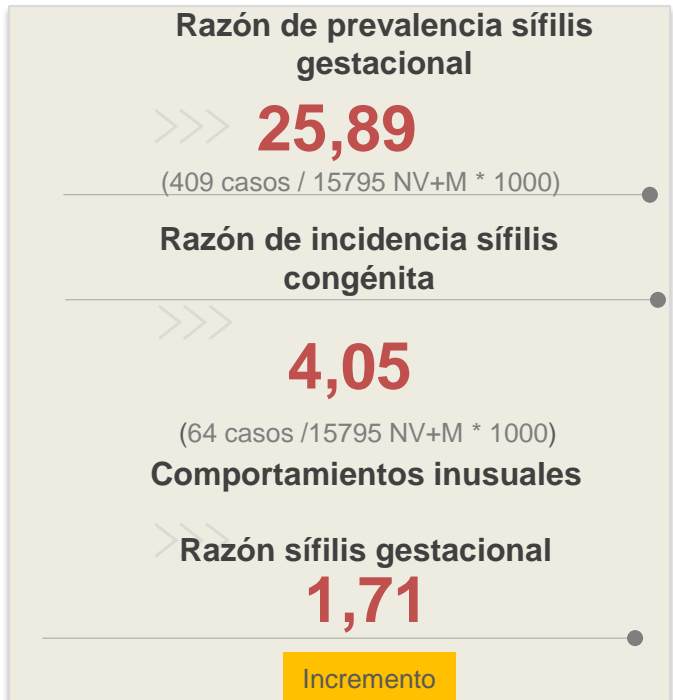 Razón de prevalencia sífilis
gestacional
25,89
(409 casos / 15795 NV+M * 1000)
Razón de incidencia sífilis
congénita
4,05
(64 casos /15795 NV+M * 1000)
Comportamientos inusuales
Razón sífilis gestacional
1,71
Incremento